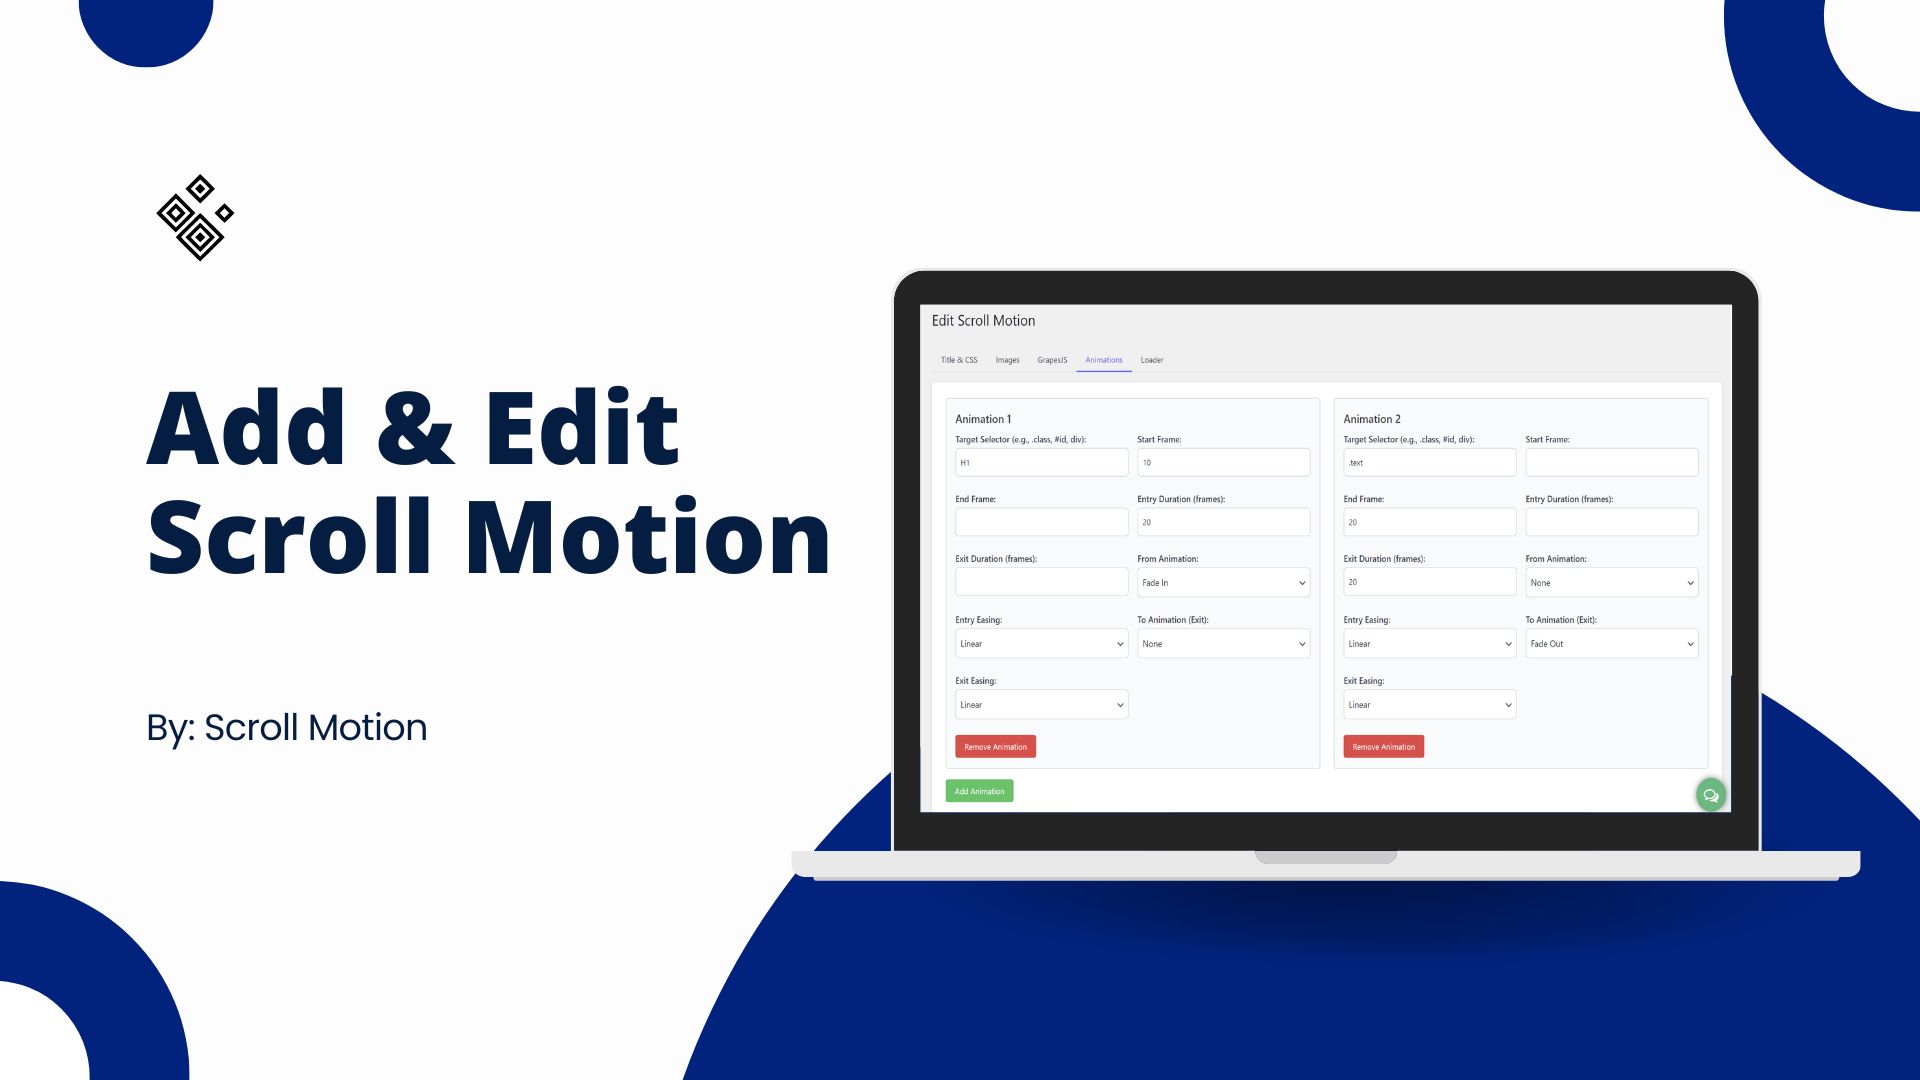 Add & Edit
Scroll Motion
By: Scroll Motion
Edit Scroll Motion
Title & CSS Images GrapesJS Animations Loader
Animation 1
Target Selector (e.g., .class, #id, div): Start Frame:
H1 10
End Frame: Entry Duration (frames):
20
Exit Duration (frames): From Animation:
Fade In
Entry Easing: To Animation (Exit):
Linear None
Exit Easing:
Linear
Remove Animation
Animation 2
Target Selector (e.g., .class, #id, div): Start Frame:
.text
End Frame: Entry Duration (frames):
20
Exit Duration (frames): From Animation:
20 None
Entry Easing: To Animation (Exit):
Linear Fade Out
Exit Easing:
Linear
Remove Animation
Add Animation